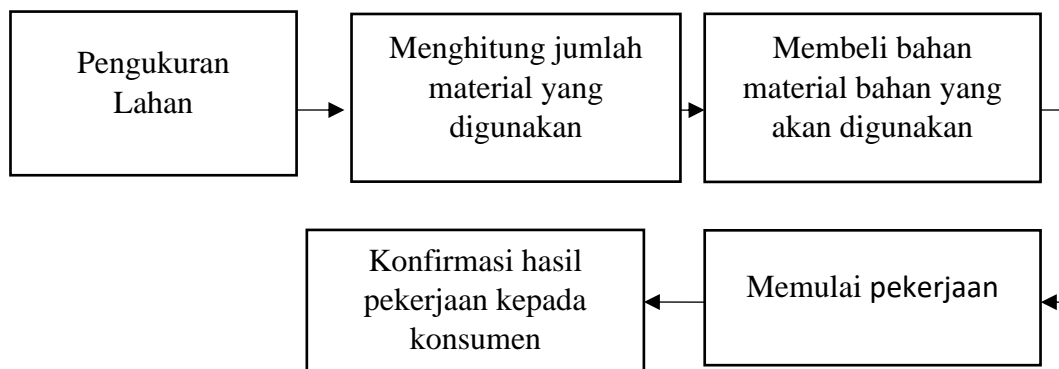 Pengukuran
Lahan
Menghitung jumlah
material yang
digunakan
Membeli bahan
material bahan yang
akan digunakan
Memulai pekerjaan
Konfirmasi hasil
pekerjaan kepada
konsumen